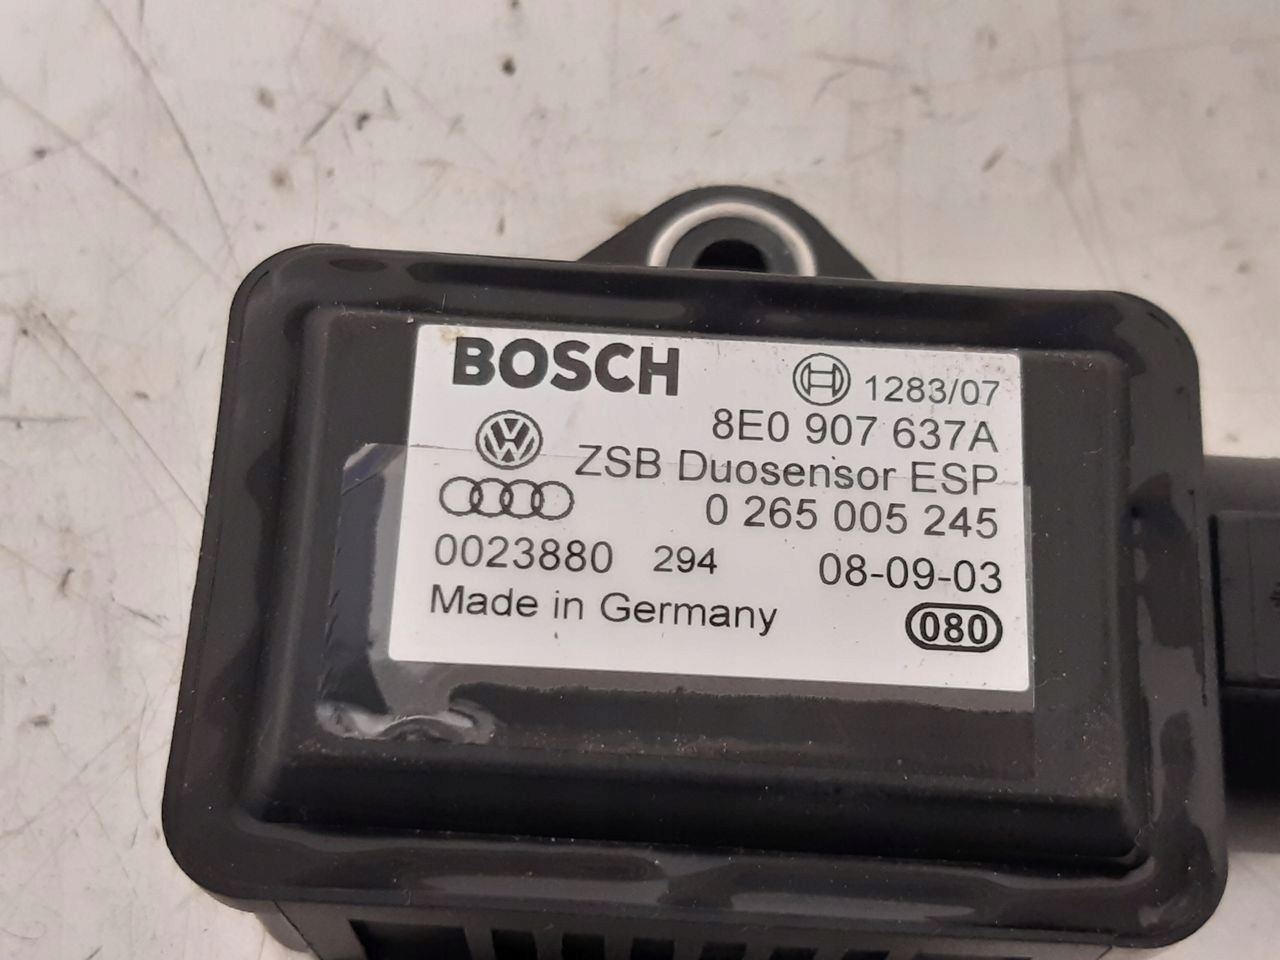 BOSCH
1283/07
8E0 907 637A
ZSB Duosensor ESP
0 265 005 245
0023880 294 08-09-03
Made in Germany
080